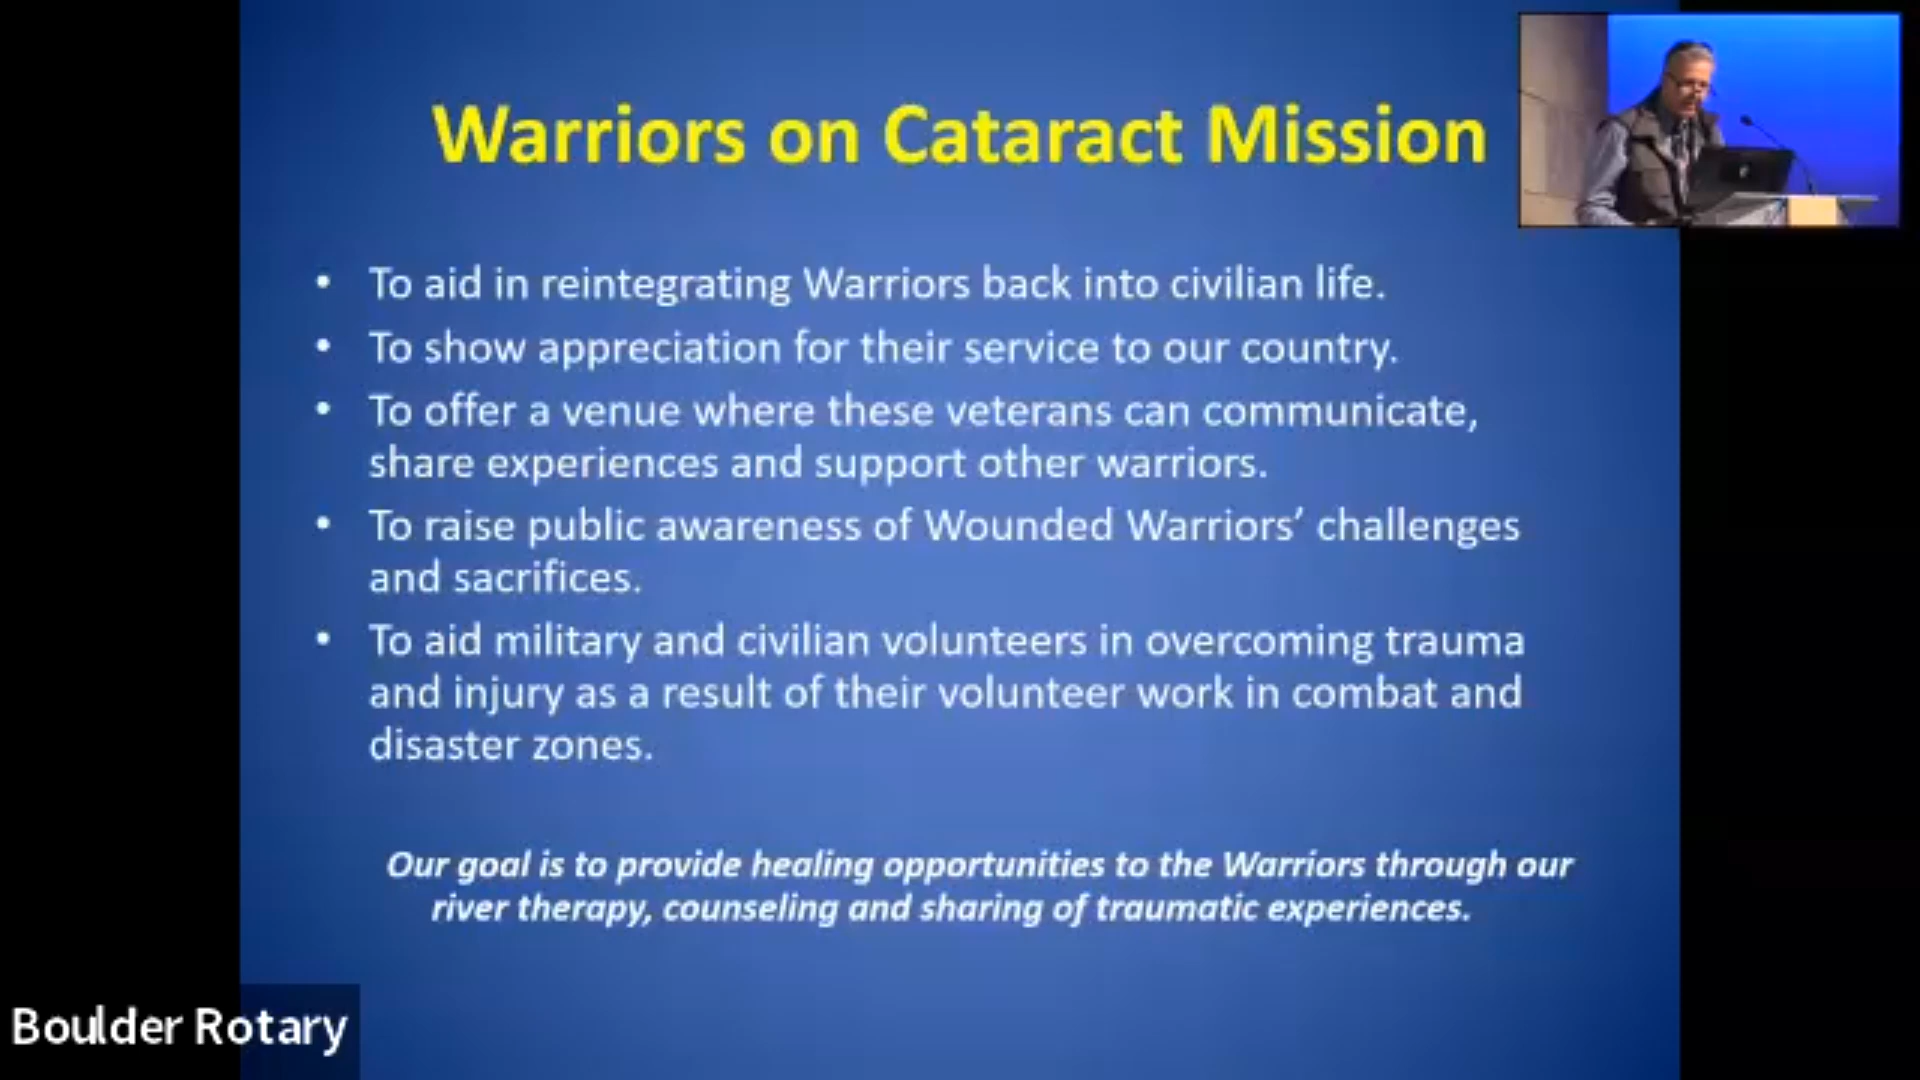 Warriors on Cataract Mission
• To aid in reintegrating Warriors back into civilian life.
• To show appreciation for their service to our country.
• To offer a venue where these veterans can communicate,
share experiences and support other warriors.
• To raise public awareness of Wounded Warriors’ challenges
and sacrifices.
• To aid military and civilian volunteers in overcoming trauma
and injury as a result of their volunteer work in combat and
disaster zones.
Our goal is to provide healing opportunities to the Warriors through our
river therapy, counseling and sharing of traumatic experiences.
Boulder Rotary